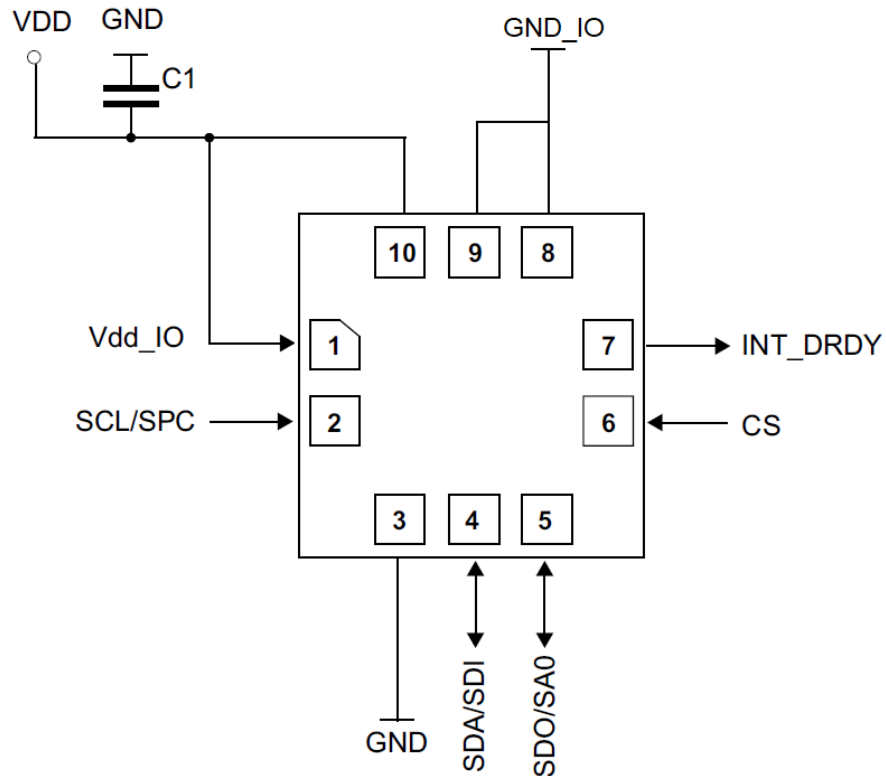 VDD GND
GND_IO
C1
10 9 8
Vdd_IO 1 7 INT_DRDY
SCL/SPC 2 6 CS
3 4 5
SDA/SDI
SDO/SA0
GND